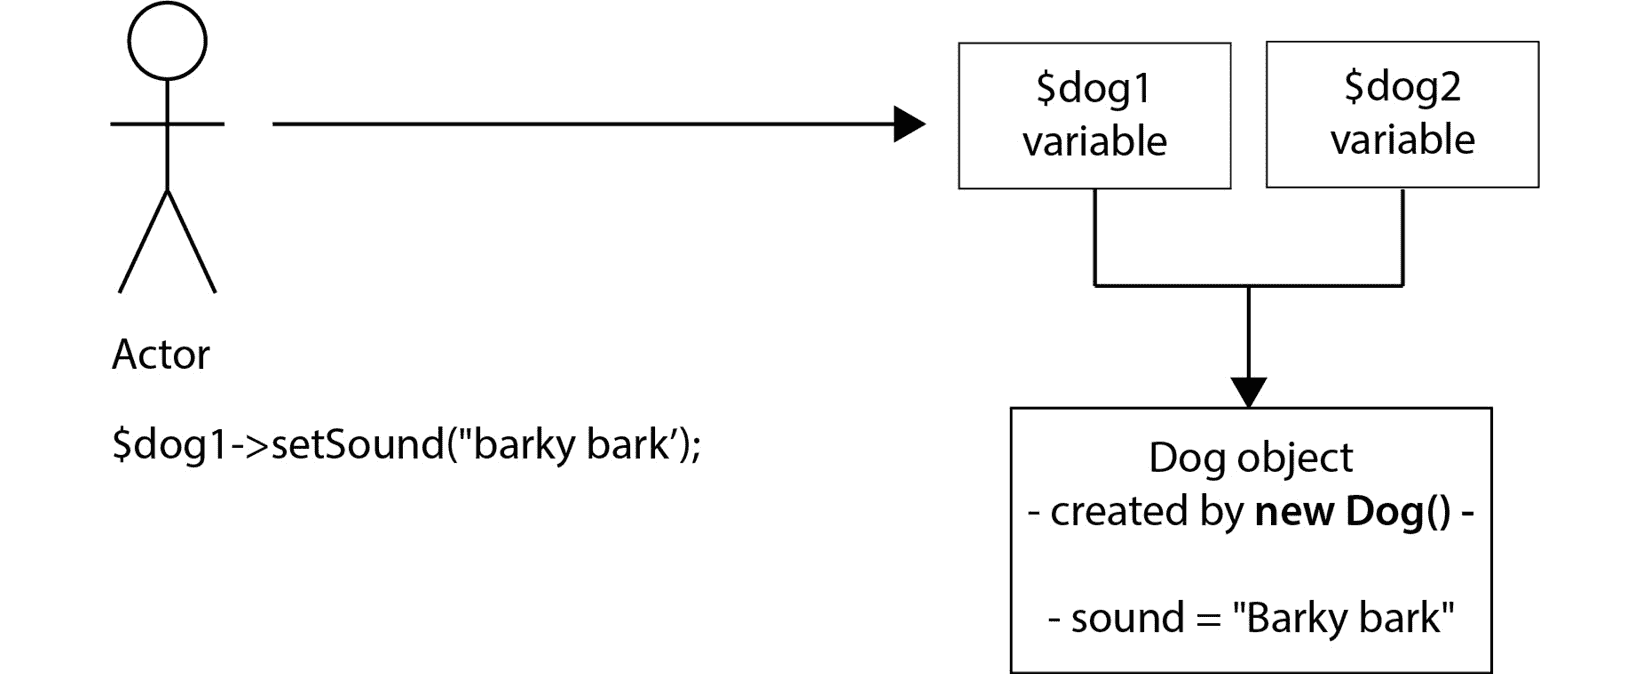 $dog1
variable
$dog2
variable
Actor
$dog1->setSound("barky bark’);
Dog object
- created by new Dog() -
- sound = "Barky bark"